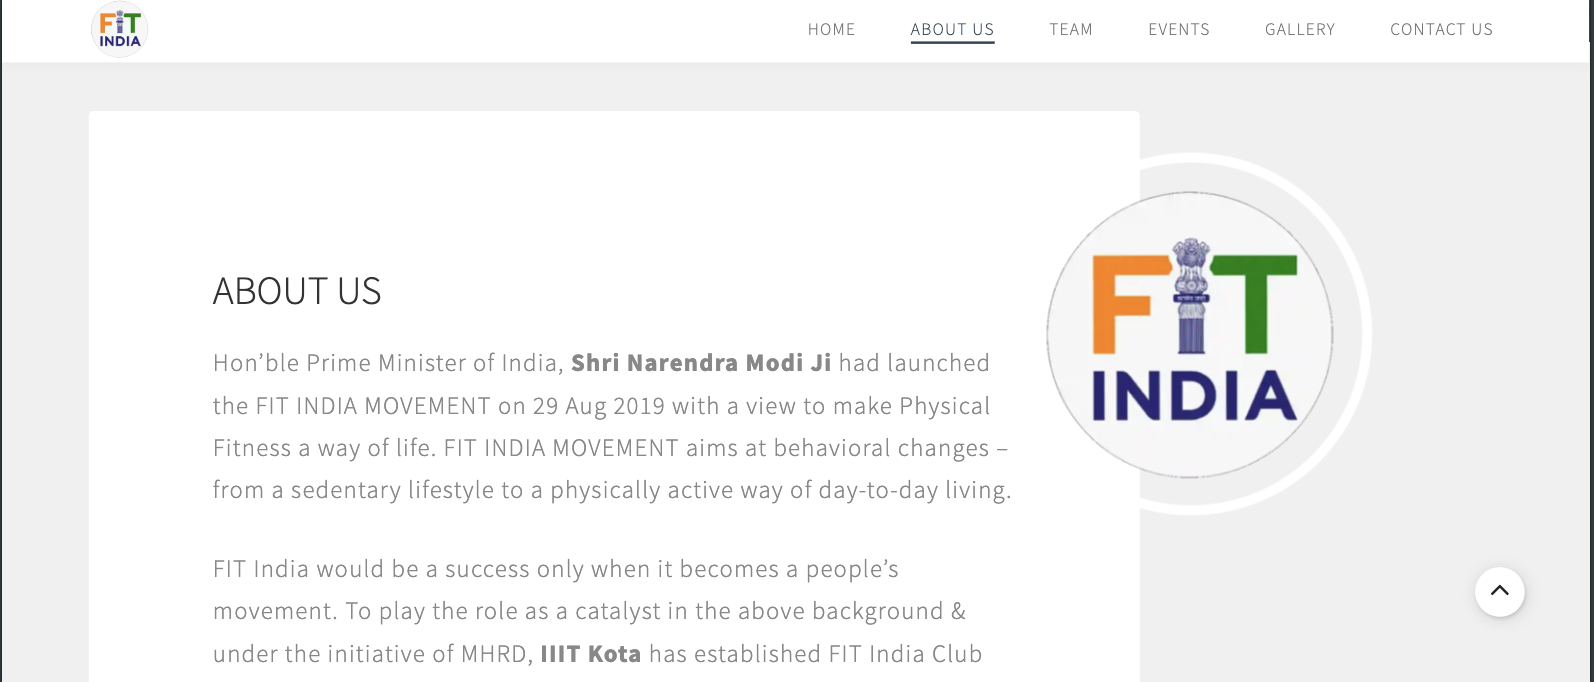 FIT
INDIA
HOME
ABOUT US
TEAM
EVENTS
GALLERY
CONTACT US
ABOUT US
Hon’ble Prime Minister of India, Shri Narendra Modi Ji had launched
the FIT INDIA MOVEMENT on 29 Aug 2019 with a view to make Physical
Fitness a way of life. FIT INDIA MOVEMENT aims at behavioral changes –
from a sedentary lifestyle to a physically active way of day-to-day living.
FIT India would be a success only when it becomes a people’s
movement. To play the role as a catalyst in the above background &
under the initiative of MHRD, IIIT Kota has established FIT India Club
FIT
INDIA